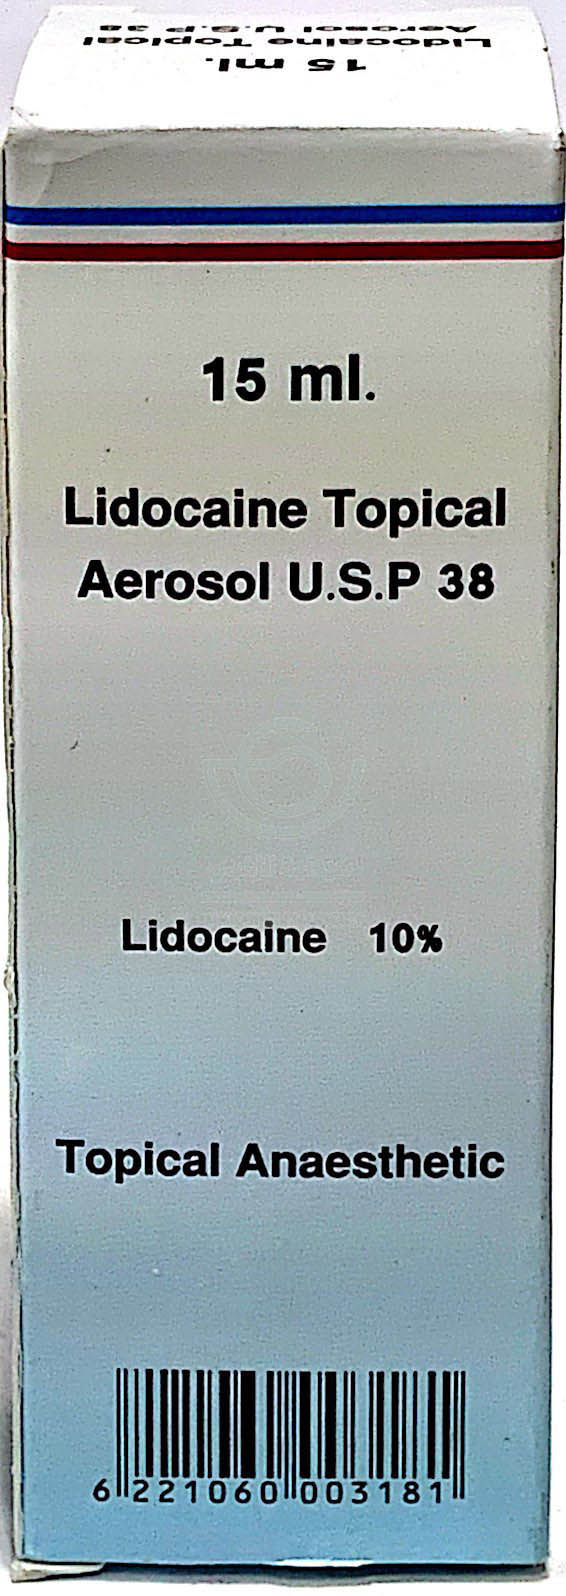 15 ml.
Lidocaine Topical
Aerosol U.S.P 38
15 ml.
Lidocaine Topical
Aerosol U.S.P 38
Lidocaine 10%
Topical Anaesthetic
6 221060 003181